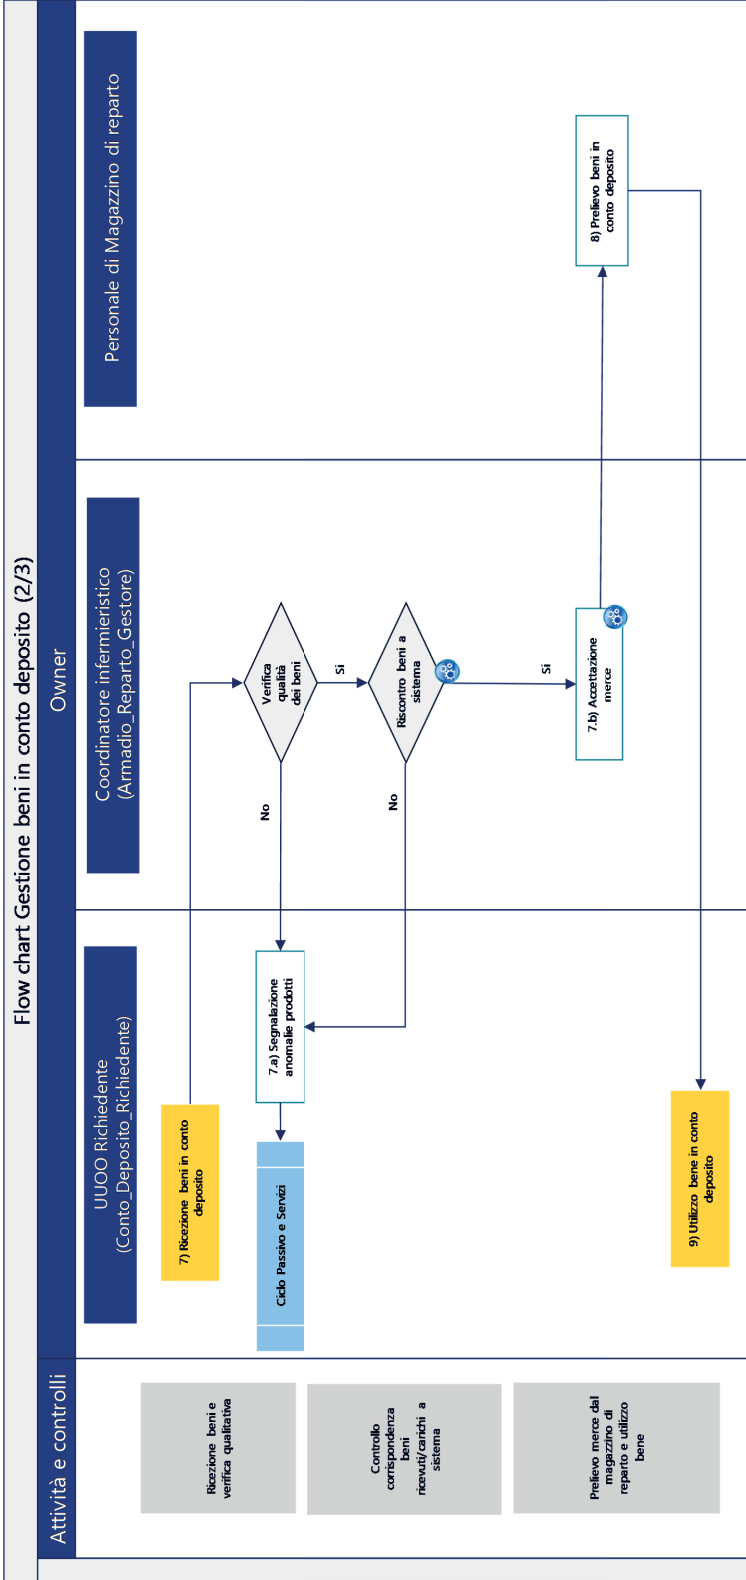 Flow chart Gestione beni in conto deposito (2/3)
Attività e controlli
Owner
UUOO Richiedente
(Conto_Deposito_Richiedente)
Coordinatore infermieristico
(Armadio_Reparto_Gestore)
Personale di Magazzino di reparto
Ricezione beni e
verifica qualitativa
7) Ricezione beni in conto
deposito
Verifica
qualità
dei beni
No
Si
7.a) Segnalazione
anomalie prodotti
Ciclo Passivo e Servizi
Controllo
corrispondenza
beni
ricevuti/carichi a
sistema
Riscontro beni a
sistema
No
Si
7.b) Accettazione
merce
Prelievo merce dal
magazzino di
reparto e utilizzo
bene
8) Prelievo beni in
conto deposito
9) Utilizzo bene in conto
deposito